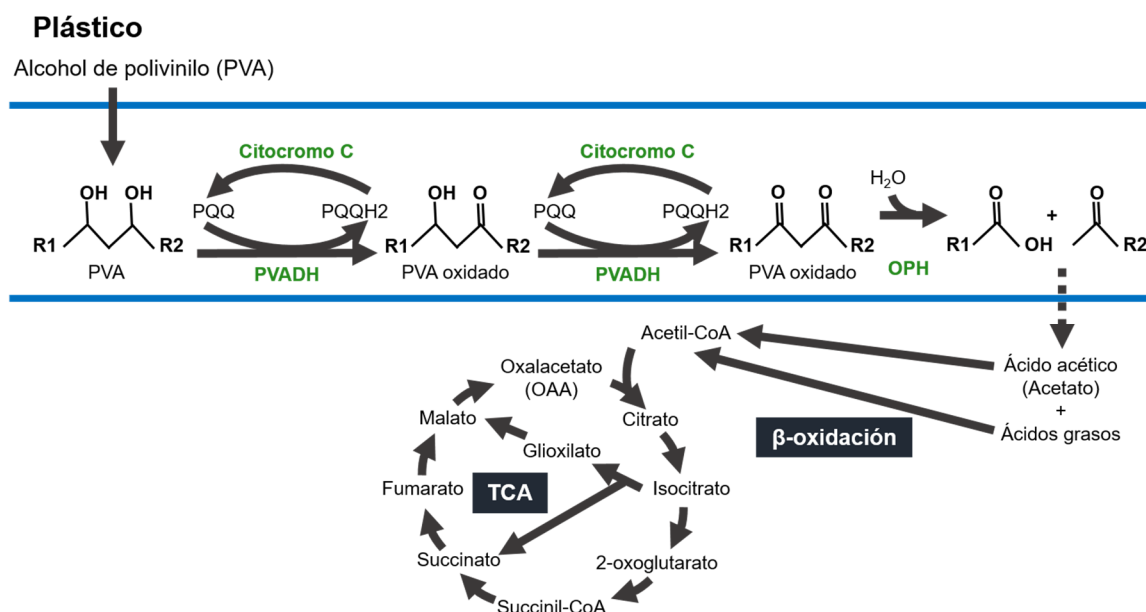 Plástico
Alcohol de polivinilo (PVA)
Citocromo C
Citocromo C
OH OH
PQQ
PQQH2
OH O
PQQ
PQQH2
O O
H₂O
O
+
O
R1 R2
R1 R2
R1 R2
R1 OH
R2
PVA
PVADH
PVA oxidado
PVADH
PVA oxidado
OPH
Acetil-CoA
Ácido acético
(Acetato)
+
Ácidos grasos
β-oxidación
Oxalacetato
(OAA)
Citrato
Malato
Glioxilato
Isocitrato
Fumarato
TCA
Succinato
2-oxoglutarato
Succinil-CoA